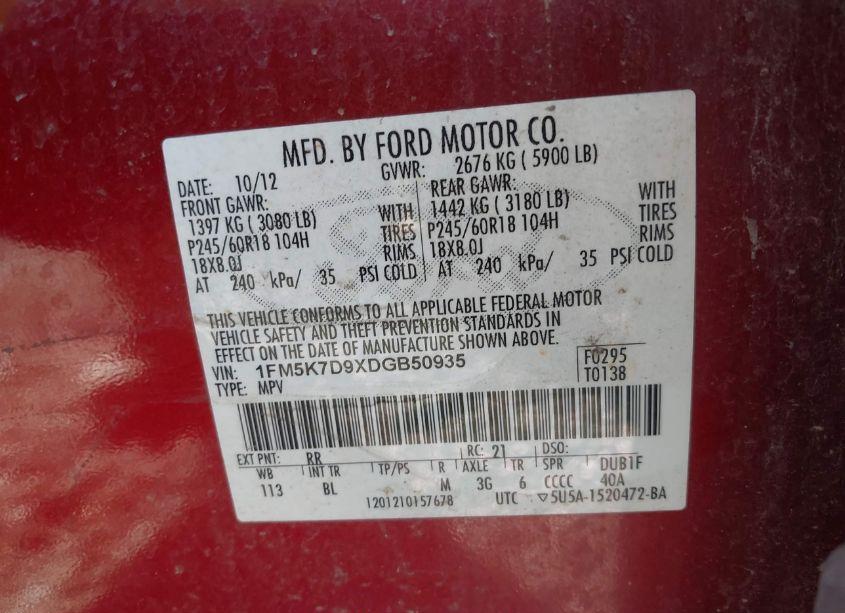 MFD. BY FORD MOTOR CO.
DATE: 10/12 GVWR: 2676 KG ( 5900 LB)
FRONT GAWR: REAR GAWR:
1397 KG ( 3080 LB) WITH 1442 KG ( 3180 LB) WITH
P245/60R18 104H TIRES P245/60R18 104H TIRES
18X8.0J RIMS 18X8.0J RIMS
AT 240 kPa/ 35 PSI COLD AT 240 kPa/ 35 PSI COLD
THIS VEHICLE CONFORMS TO ALL APPLICABLE FEDERAL MOTOR
VEHICLE SAFETY AND THEFT PREVENTION STANDARDS IN
EFFECT ON THE DATE OF MANUFACTURE SHOWN ABOVE.
VIN: 1FM5K7D9XDGB50935 F0295
TYPE: MPV T0138
EXT PNT: RR RC: 21 DSO:
WB INT TR TP/PS R AXLE TR SPR DUB1F
113 BL M 3G 6 CCCC 40A
1201210157678 UTC ▽5U5A-1520472-BA